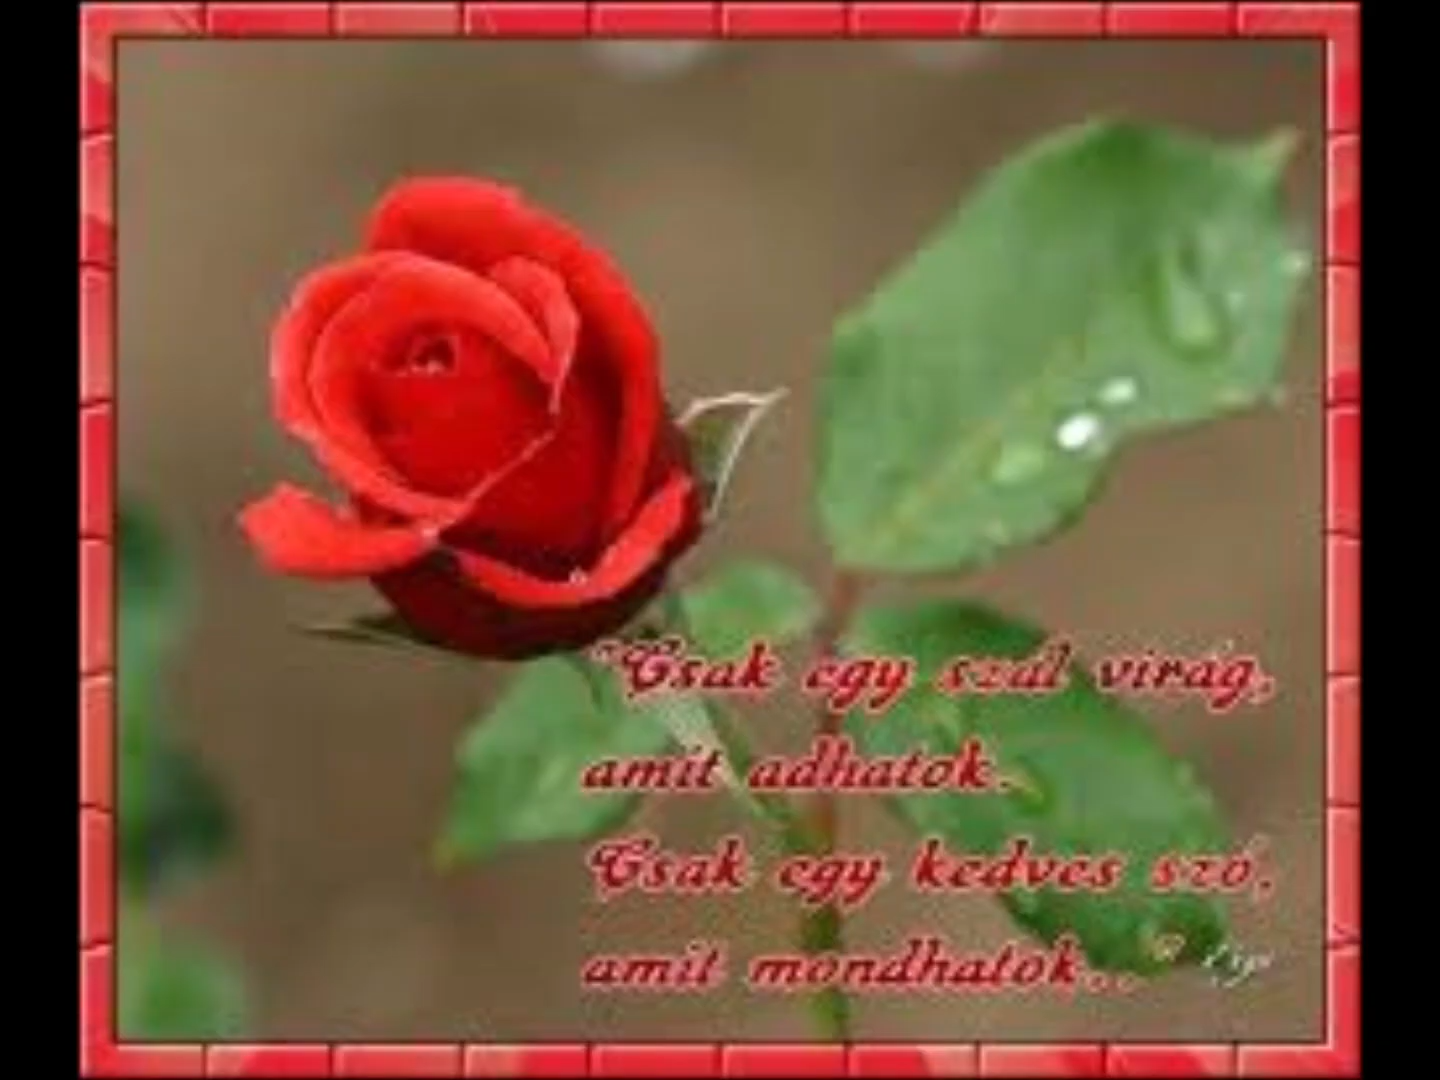 "Csak egy szál virág,
amit adhatok.
Csak egy kedves szó,
amit mondhatok...